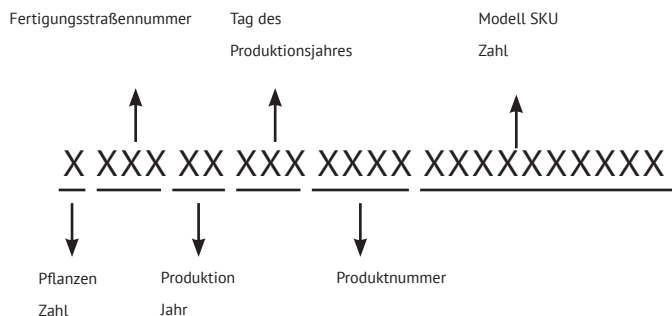 Fertigungsstraßennummer
Tag des
Produktionsjahres
Modell SKU
Zahl
X XXX XX XXX XXXX XXXXXXXXXX
Pflanzen
Zahl
Produktion
Jahr
Produktnummer